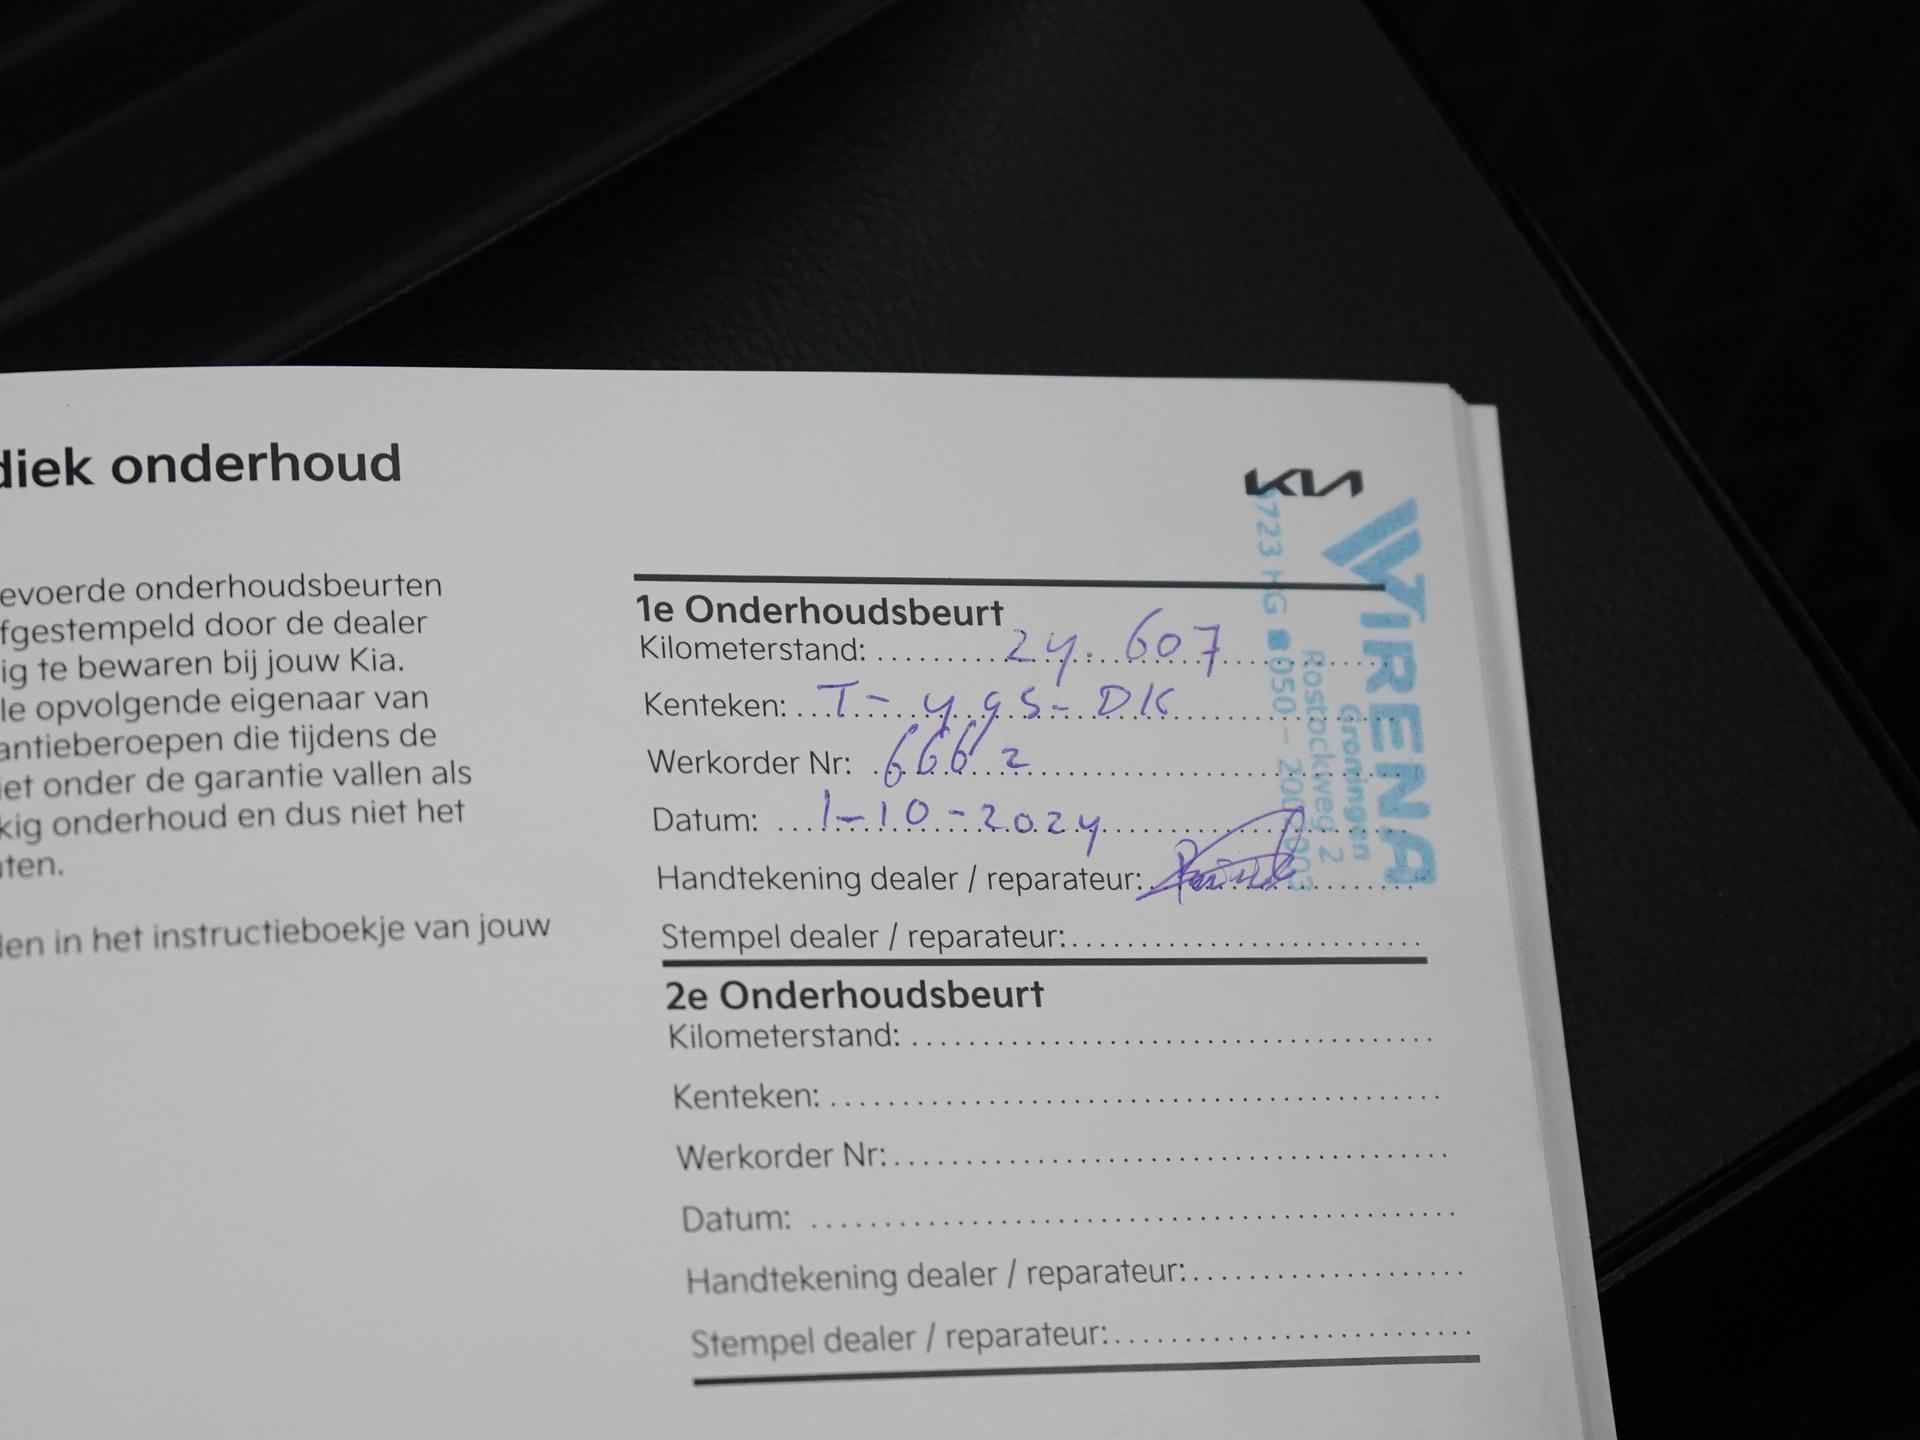 diek onderhoud
KIA
evoerde onderhoudsbeurten
fgestempeld door de dealer
ig te bewaren bij jouw Kia.
le opvolgende eigenaar van
antieberoepen die tijdens de
iet onder de garantie vallen als
kig onderhoud en dus niet het
ten.
len in het instructieboekje van jouw
1e Onderhoudsbeurt
Kilometerstand: 24.607
Kenteken: T-495-DK
Werkorder Nr: 6662
Datum: 1-10-2024
Handtekening dealer / reparateur:
Stempel dealer / reparateur:
VIRENA
Groningen
Rostockweg 2
9723 HG 050-
2e Onderhoudsbeurt
Kilometerstand:
Kenteken:
Werkorder Nr:
Datum:
Handtekening dealer / reparateur:
Stempel dealer / reparateur: